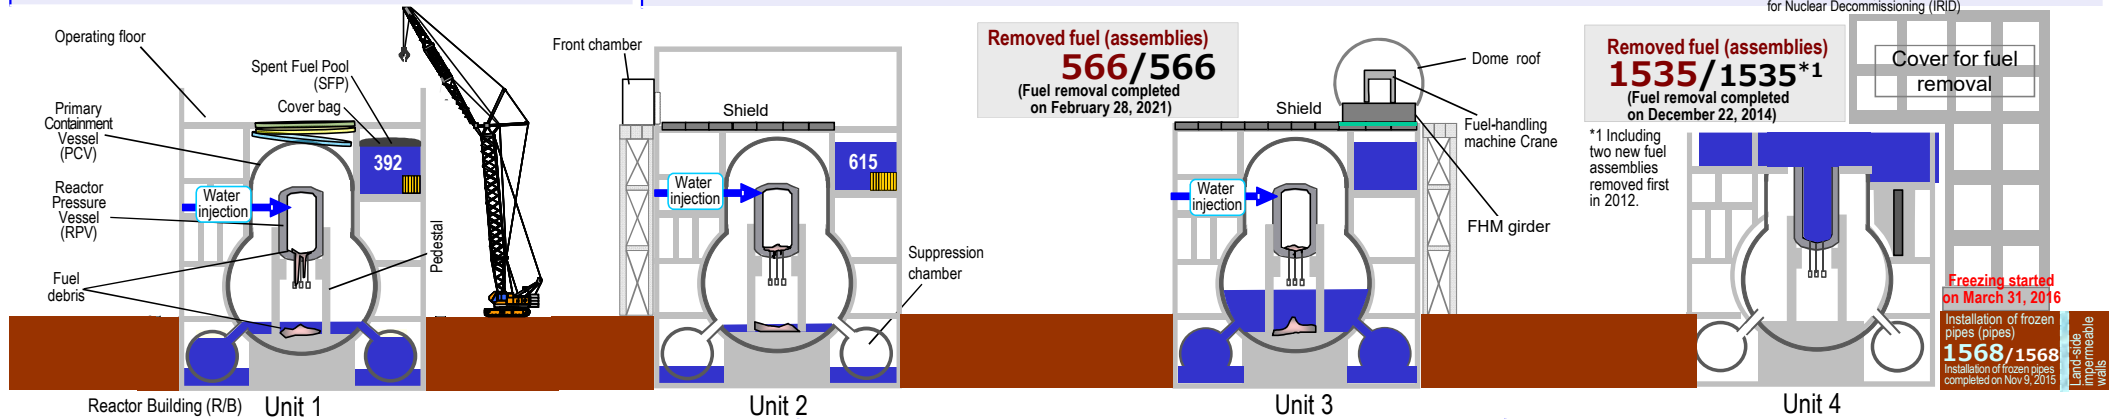 for Nuclear Decommissioning (IRID)
Operating floor
Spent Fuel Pool
(SFP)
Cover bag
Primary
Containment
Vessel
(PCV)
Reactor
Pressure
Vessel
(RPV)
Water
injection
392
Fuel
debris
Pedestal
Reactor Building (R/B)
Unit 1
Front chamber
Shield
615
Water
injection
Suppression
chamber
Unit 2
Removed fuel (assemblies)
566/566
(Fuel removal completed
on February 28, 2021)
Shield
Dome roof
Fuel-handling
machine Crane
FHM girder
Water
injection
Unit 3
Removed fuel (assemblies)
1535/1535*1
(Fuel removal completed
on December 22, 2014)
*1 Including
two new fuel
assemblies
removed first
in 2012.
Cover for fuel
removal
Freezing started
on March 31, 2016
Installation of frozen
pipes (pipes)
1568/1568
Installation of frozen pipes
completed on Nov 9, 2015
Land-side
impermeable
walls
Unit 4